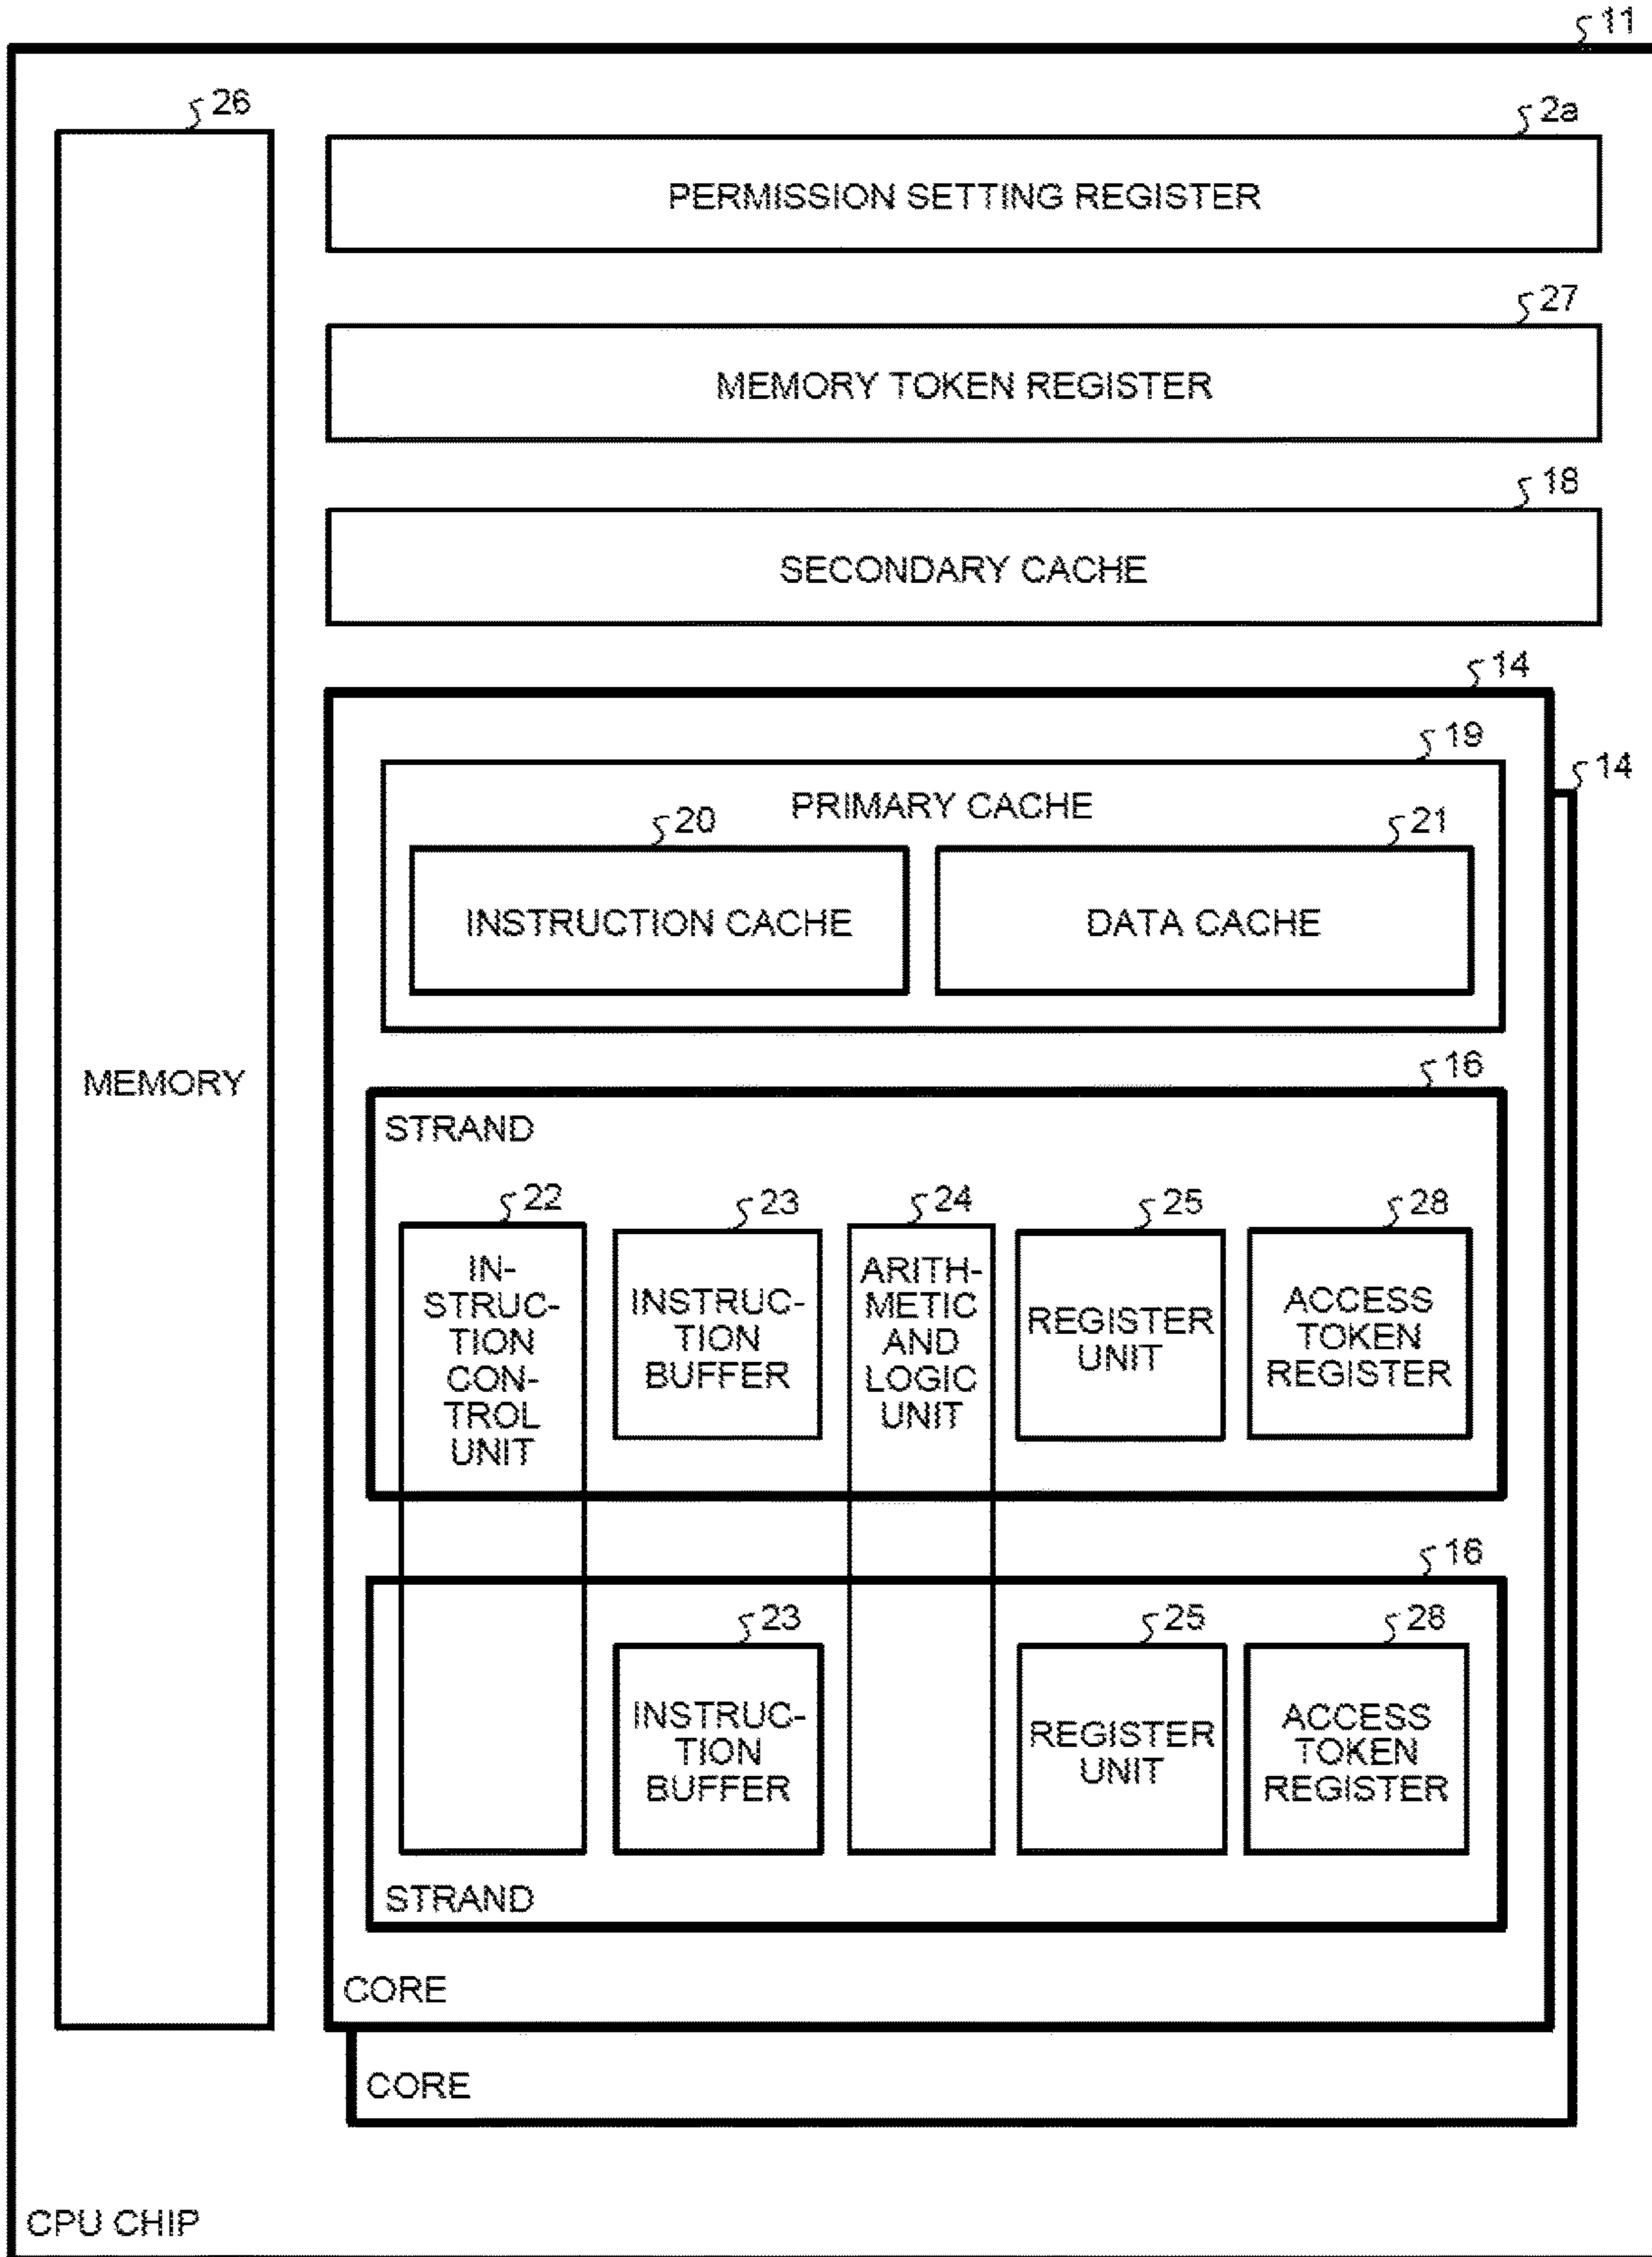 11
26
2a
PERMISSION SETTING REGISTER
27
MEMORY TOKEN REGISTER
18
SECONDARY CACHE
14
19
14
PRIMARY CACHE
20
21
INSTRUCTION CACHE
DATA CACHE
MEMORY
16
STRAND
22
23
24
25
28
IN-
STRUC-
TION
CON-
TROL
UNIT
INSTRUC-
TION
BUFFER
ARITH-
METIC
AND
LOGIC
UNIT
REGISTER
UNIT
ACCESS
TOKEN
REGISTER
16
23
25
28
INSTRUC-
TION
BUFFER
REGISTER
UNIT
ACCESS
TOKEN
REGISTER
STRAND
CORE
CORE
CPU CHIP